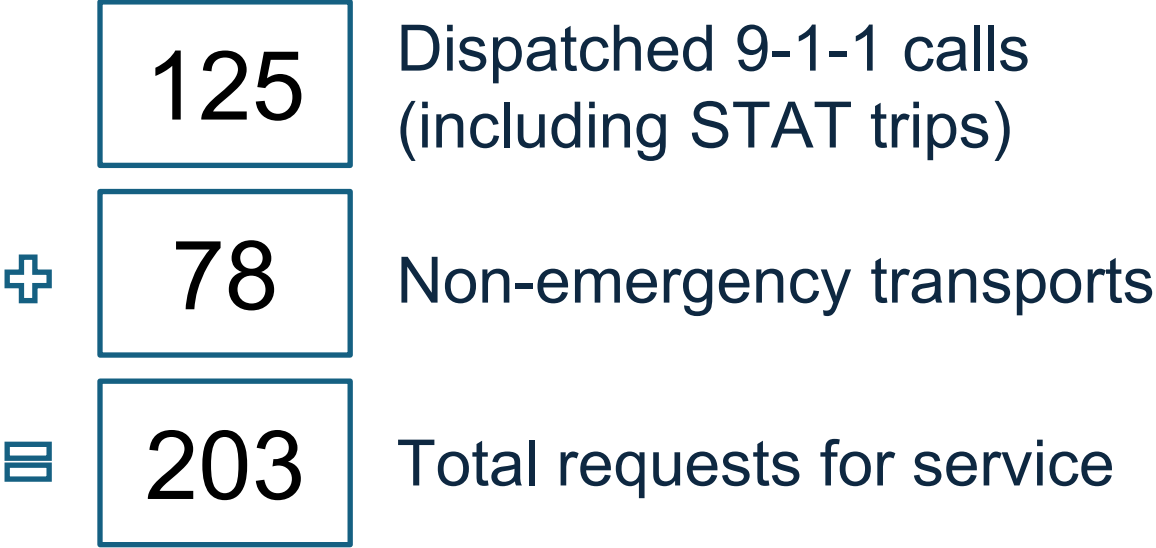 125
Dispatched 9-1-1 calls
(including STAT trips)
78
Non-emergency transports
203
Total requests for service